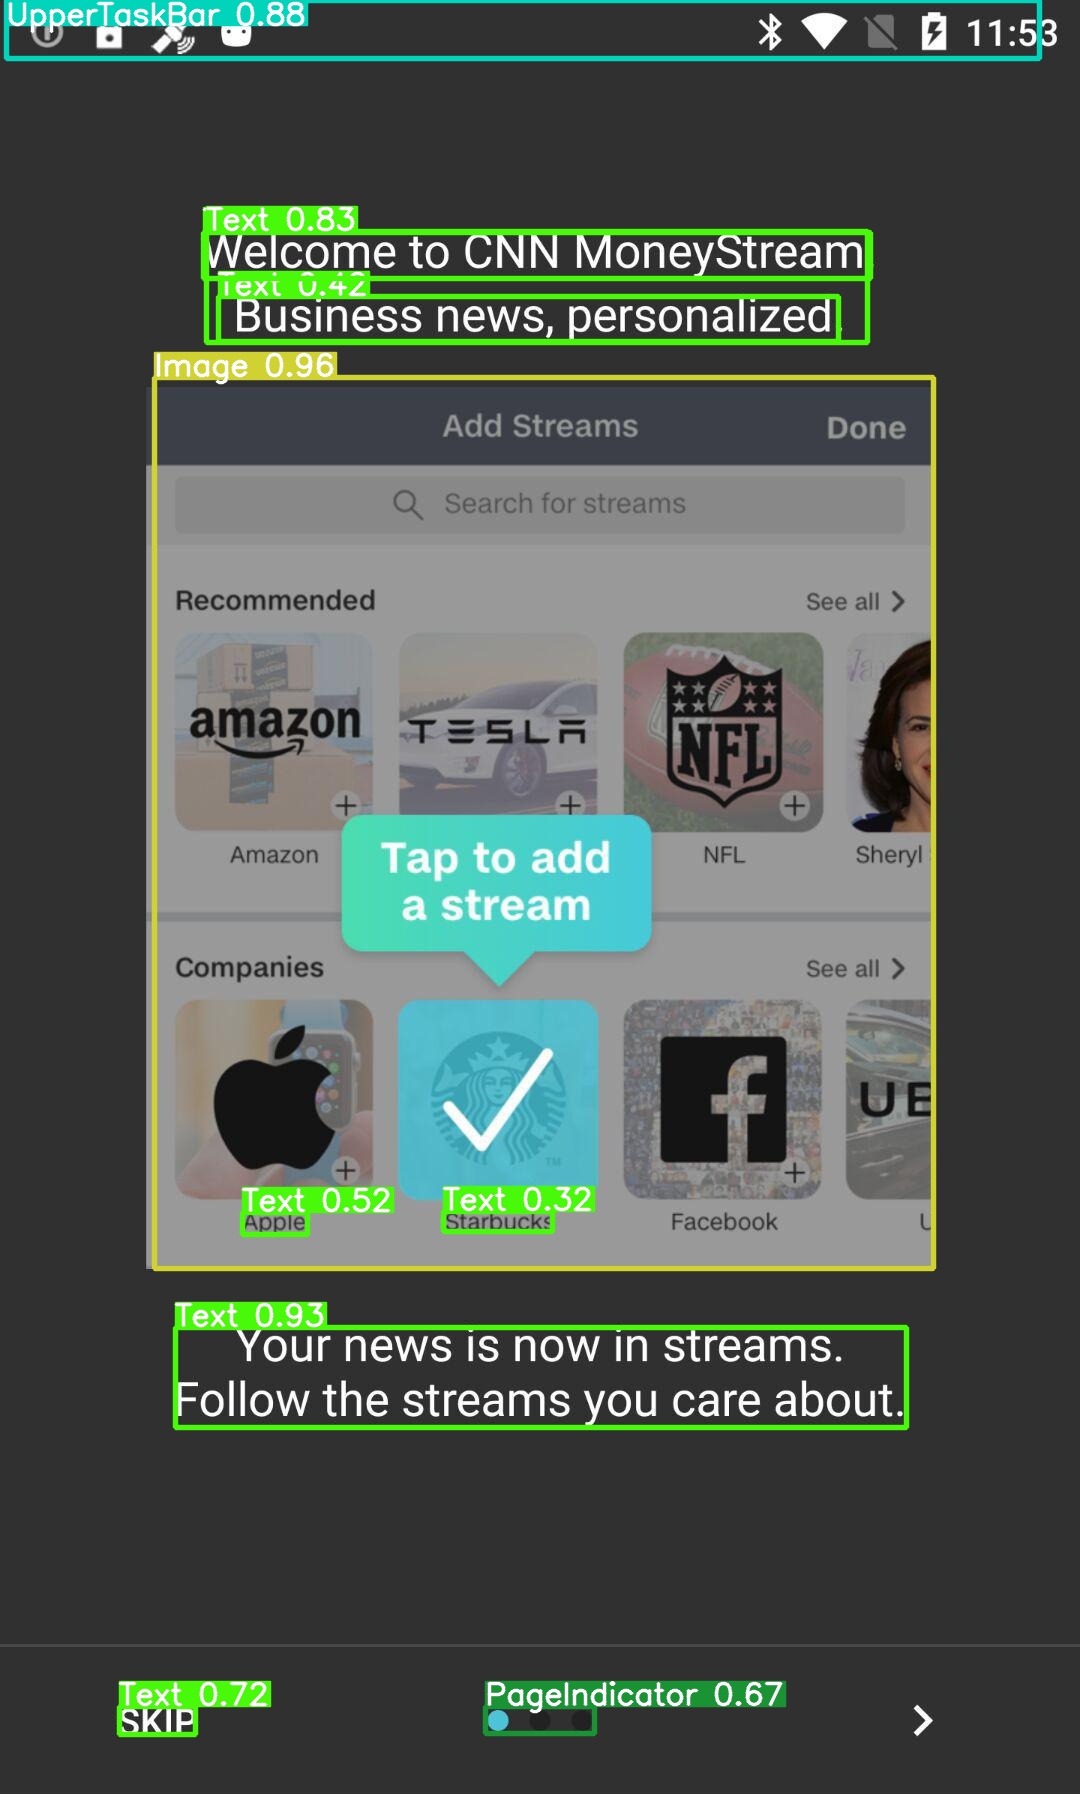 UpperTaskBar 0.88
11:53
Text 0.83
Welcome to CNN MoneyStream.
Text 0.42
Business news, personalized.
Image 0.96
Add Streams Done
Search for streams
Recommended See all
amazon TESLA NFL
Amazon NFL Sheryl
Tap to add
a stream
Companies See all
TM UB
Text 0.52 Text 0.32
Apple Starbucks Facebook U
Text 0.93
Your news is now in streams.
Follow the streams you care about.
Text 0.72 PageIndicator 0.67
SKIP